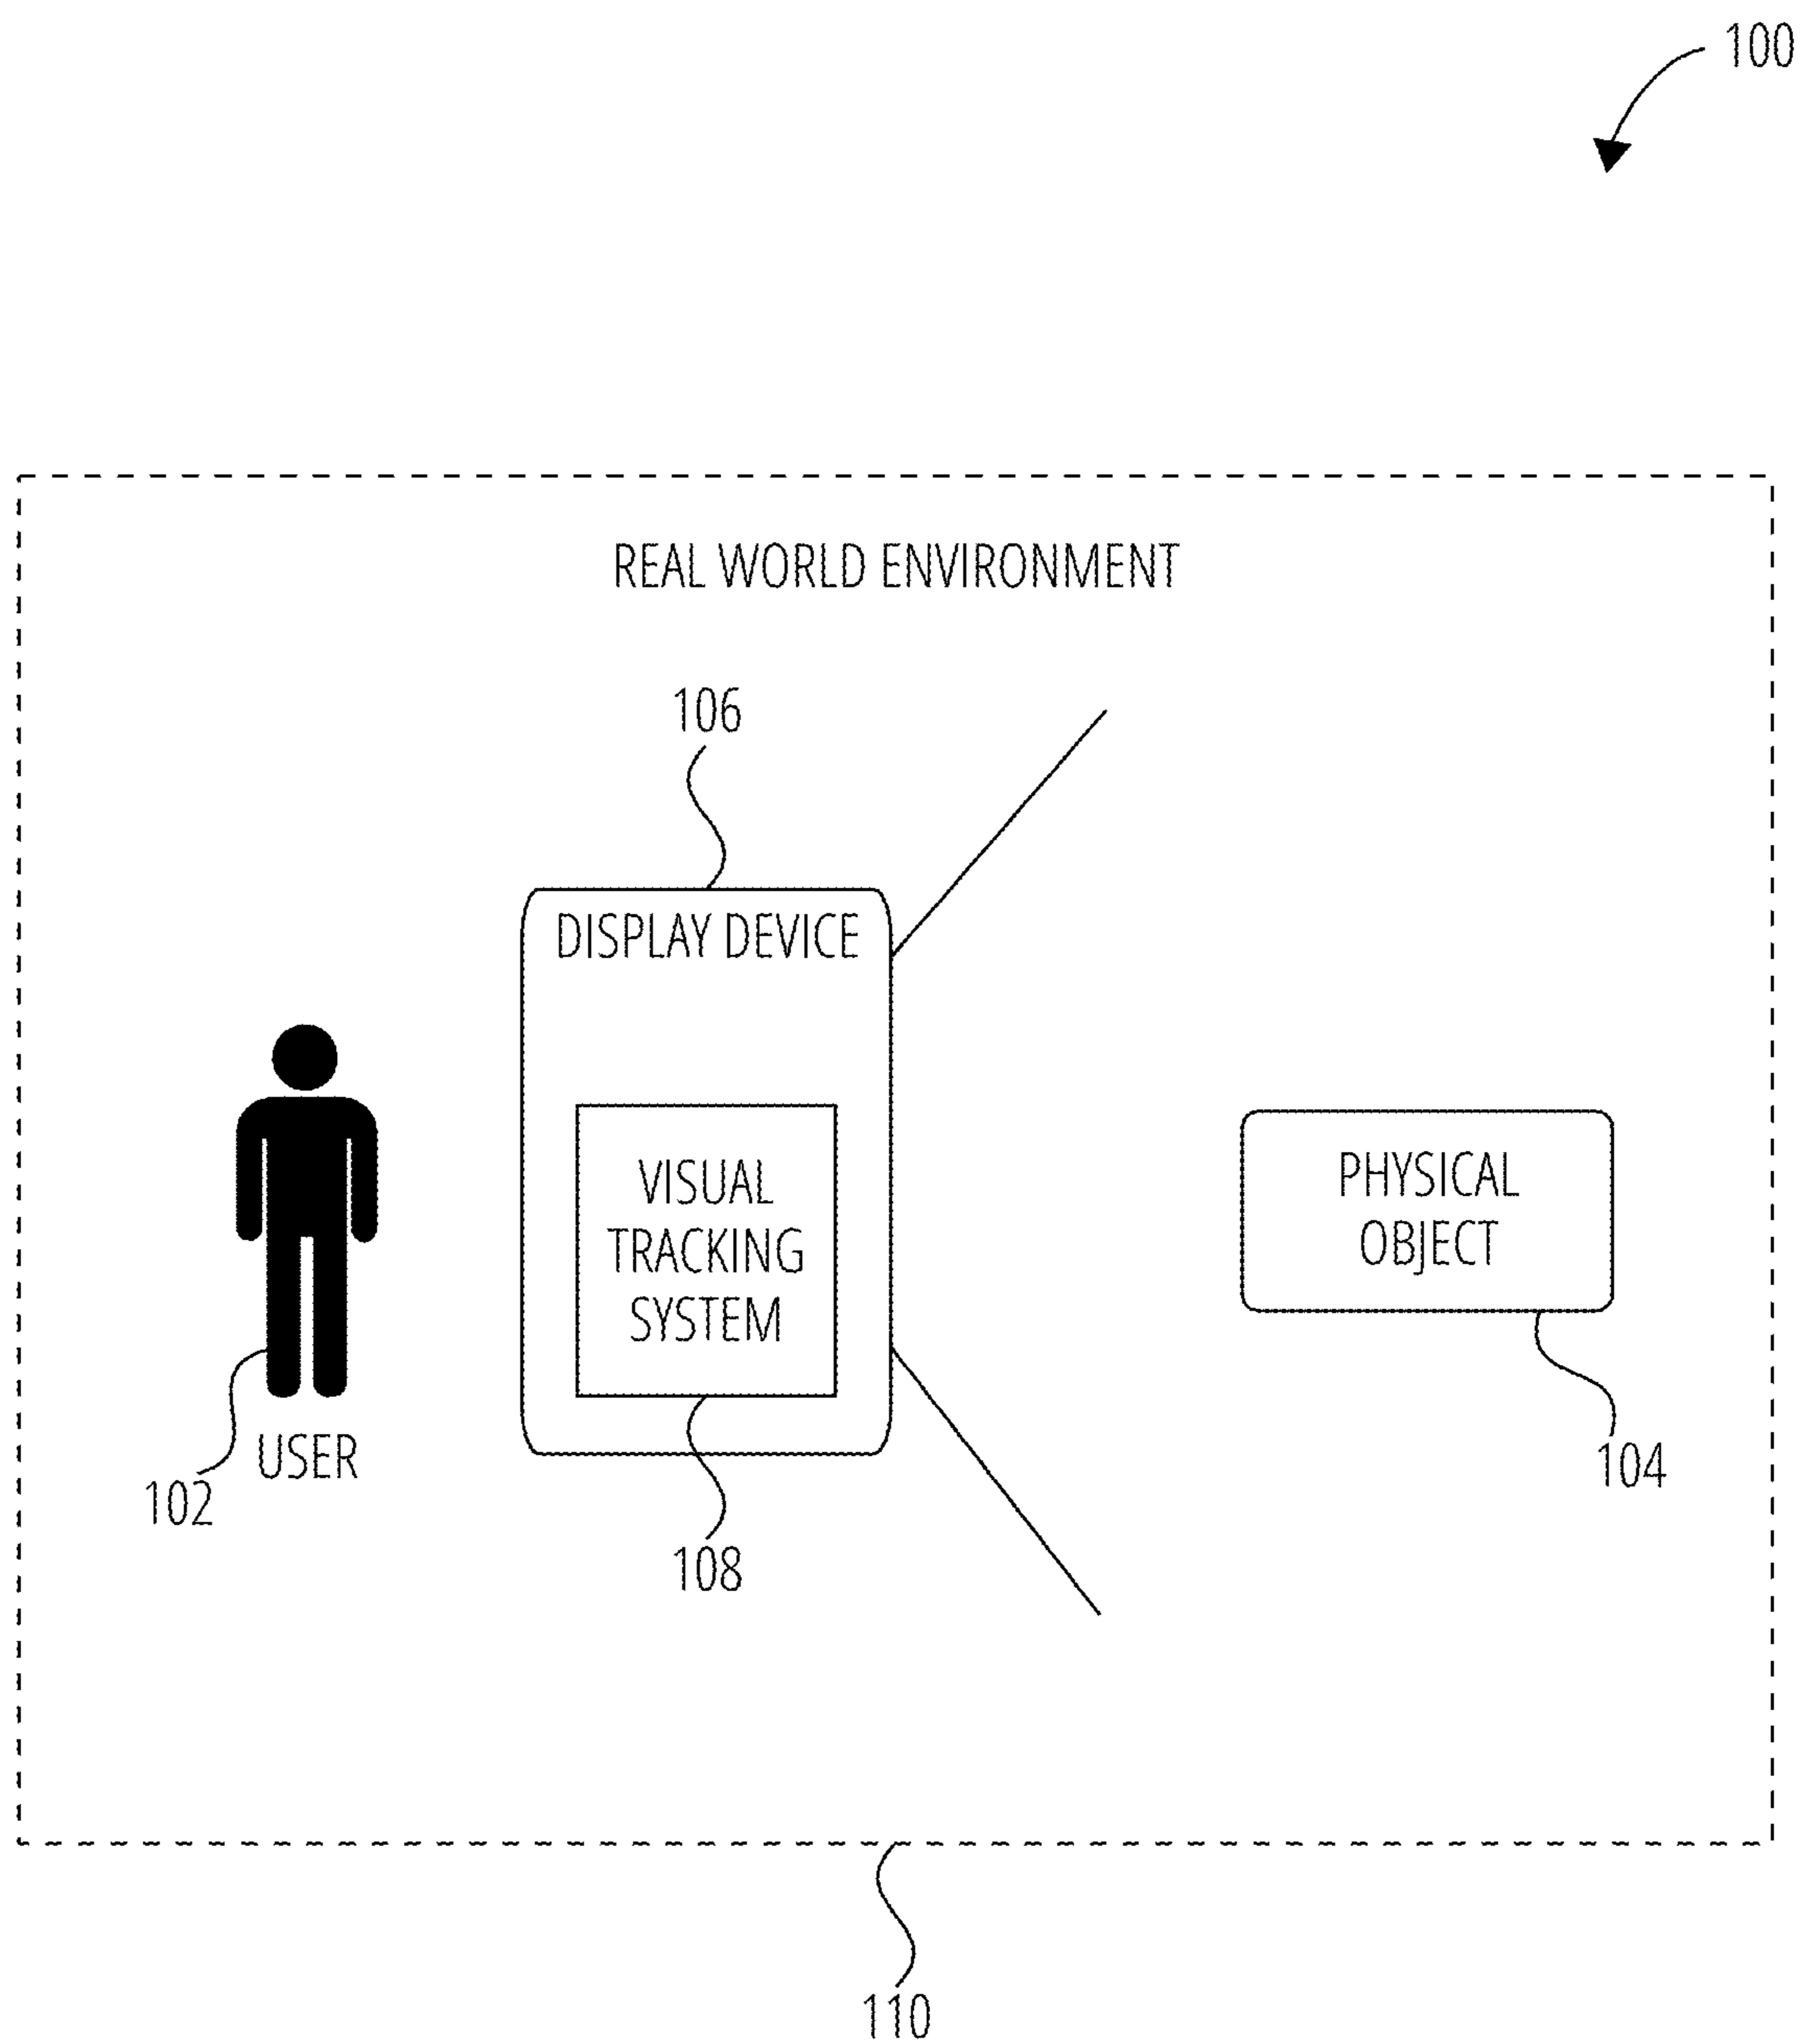 100
REAL WORLD ENVIRONMENT
106
DISPLAY DEVICE
VISUAL
TRACKING
SYSTEM
PHYSICAL
OBJECT
USER
102
104
108
110